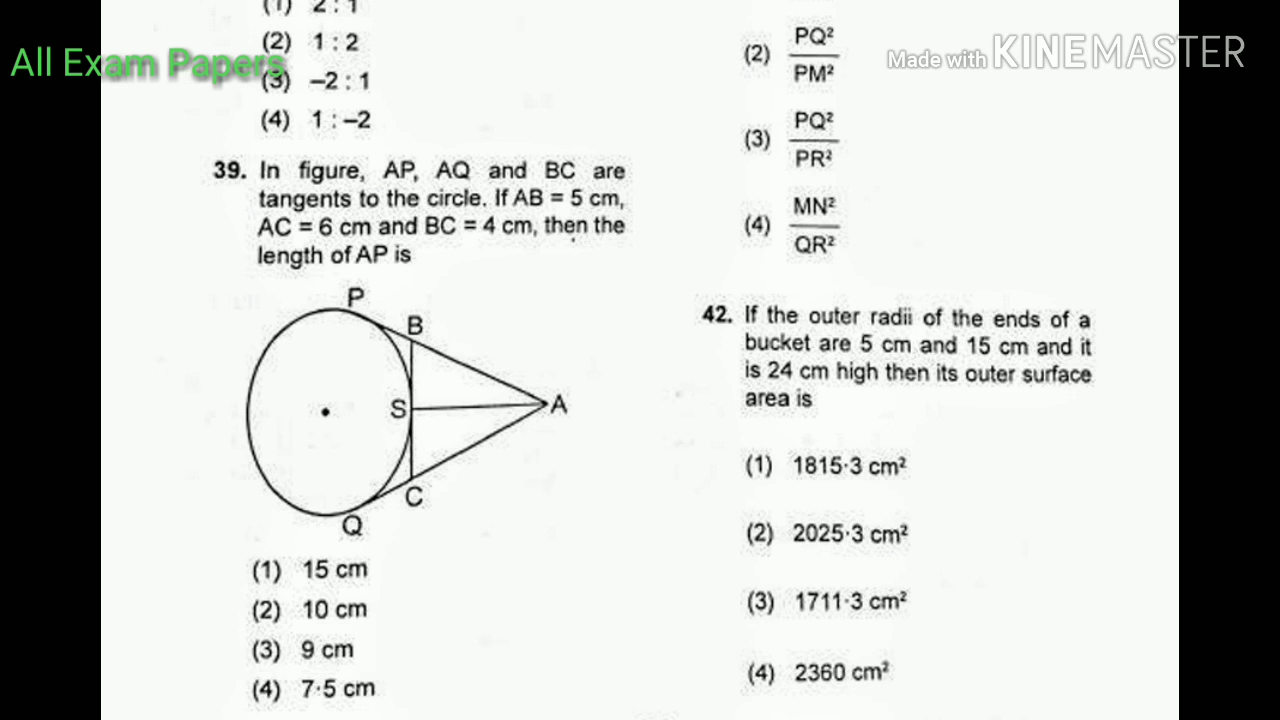 All Exam Papers
Made with KINEMASTER
(1) 2 : 1
(2) 1 : 2
(3) –2 : 1
(4) 1 : –2
39. In figure, AP, AQ and BC are
tangents to the circle. If AB = 5 cm,
AC = 6 cm and BC = 4 cm, then the
length of AP is
P
B
S
A
C
Q
(1) 15 cm
(2) 10 cm
(3) 9 cm
(4) 7·5 cm
(2) PQ²
PM²
(3) PQ²
PR²
(4) MN²
QR²
42. If the outer radii of the ends of a
bucket are 5 cm and 15 cm and it
is 24 cm high then its outer surface
area is
(1) 1815·3 cm²
(2) 2025·3 cm²
(3) 1711·3 cm²
(4) 2360 cm²